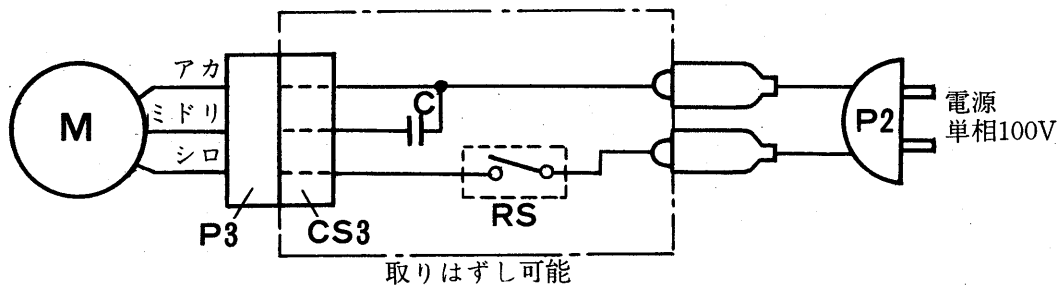 アカ
ミドリ
シロ
M
P3
CS3
C
RS
取りはずし可能
P2
電源
単相100V